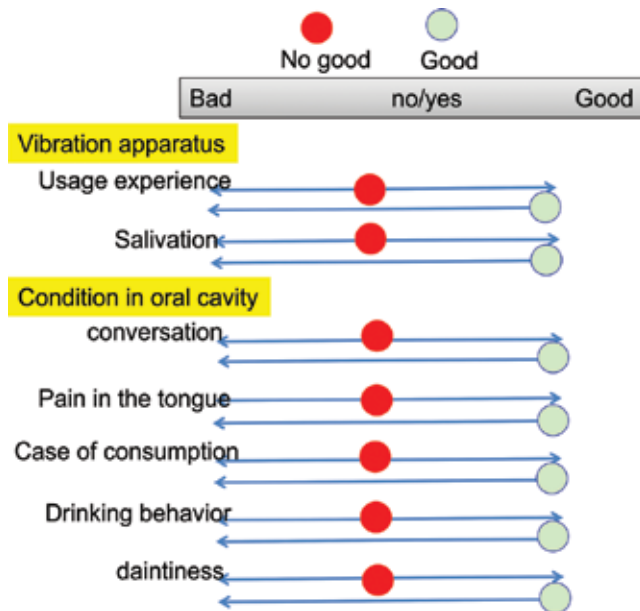 No good Good
Bad no/yes Good
Vibration apparatus
Usage experience
Salivation
Condition in oral cavity
conversation
Pain in the tongue
Case of consumption
Drinking behavior
daintiness